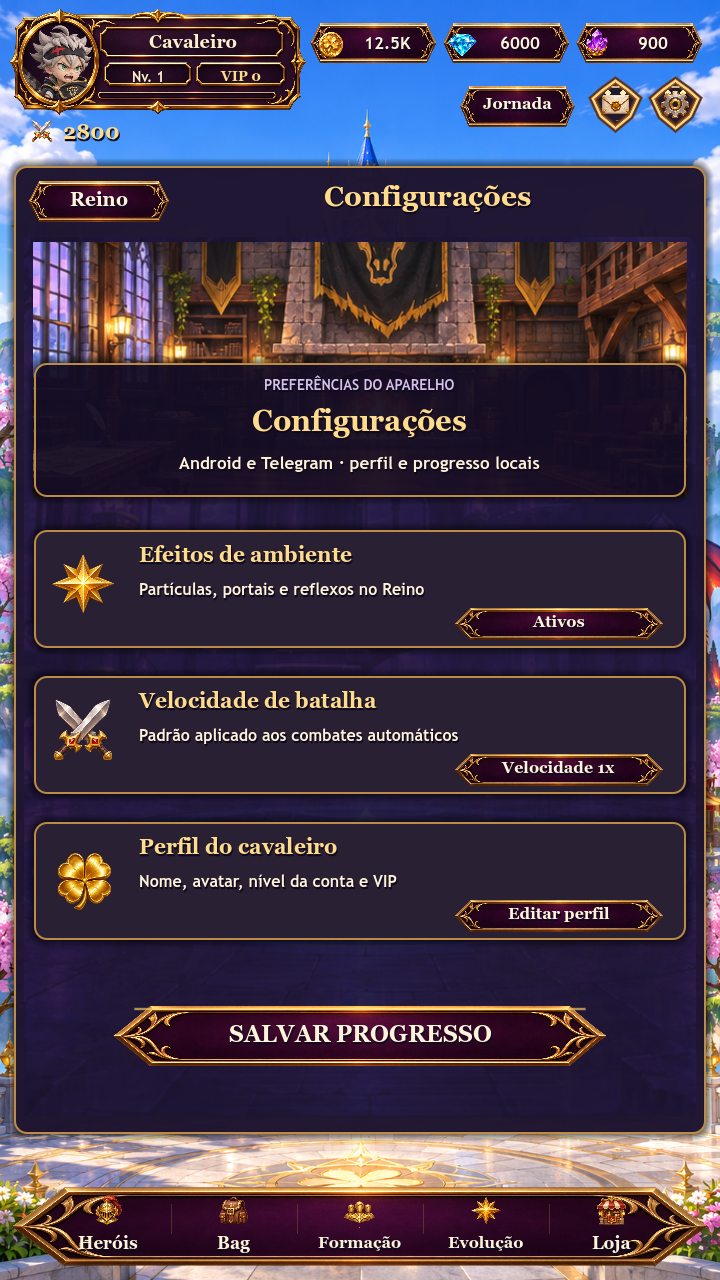 Cavaleiro
12.5K
6000
900
Nv. 1
VIP 0
Jornada
2800
Reino
Configurações
PREFERÊNCIAS DO APARELHO
Configurações
Android e Telegram · perfil e progresso locais
Efeitos de ambiente
Partículas, portais e reflexos no Reino
Ativos
Velocidade de batalha
Padrão aplicado aos combates automáticos
Velocidade 1x
Perfil do cavaleiro
Nome, avatar, nível da conta e VIP
Editar perfil
SALVAR PROGRESSO
Heróis
Bag
Formação
Evolução
Loja